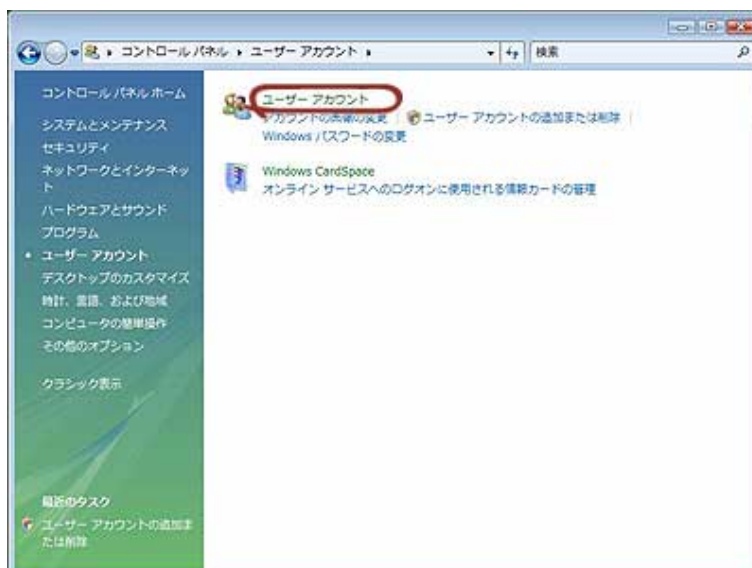 コントロール パネル ▸ ユーザー アカウント ▸
検索
コントロール パネル ホーム
システムとメンテナンス
セキュリティ
ネットワークとインターネッ
ト
ハードウェアとサウンド
プログラム
ユーザー アカウント
デスクトップのカスタマイズ
時計、言語、および地域
コンピュータの簡単操作
その他のオプション
クラシック表示
最近のタスク
ユーザー アカウントの追加ま
たは削除
ユーザー アカウント
アカウントの画像の変更
ユーザー アカウントの追加または削除
Windows パスワードの変更
Windows CardSpace
オンライン サービスへのログオンに使用される情報カードの管理